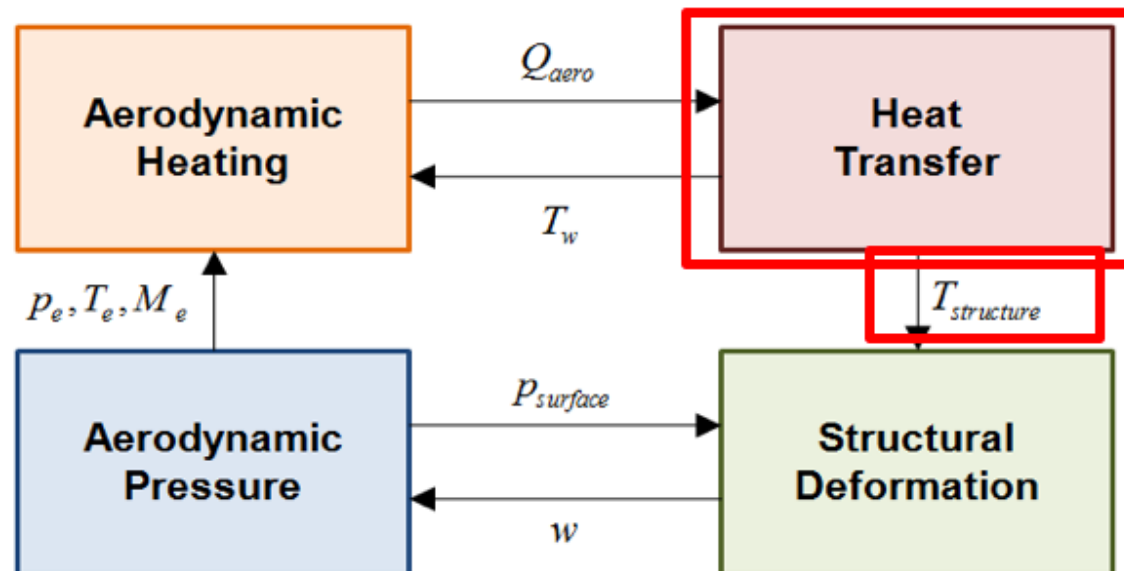 Aerodynamic
Heating
Q_aero
Heat
Transfer
T_w
p_e, T_e, M_e
T_structure
Aerodynamic
Pressure
p_surface
Structural
Deformation
w